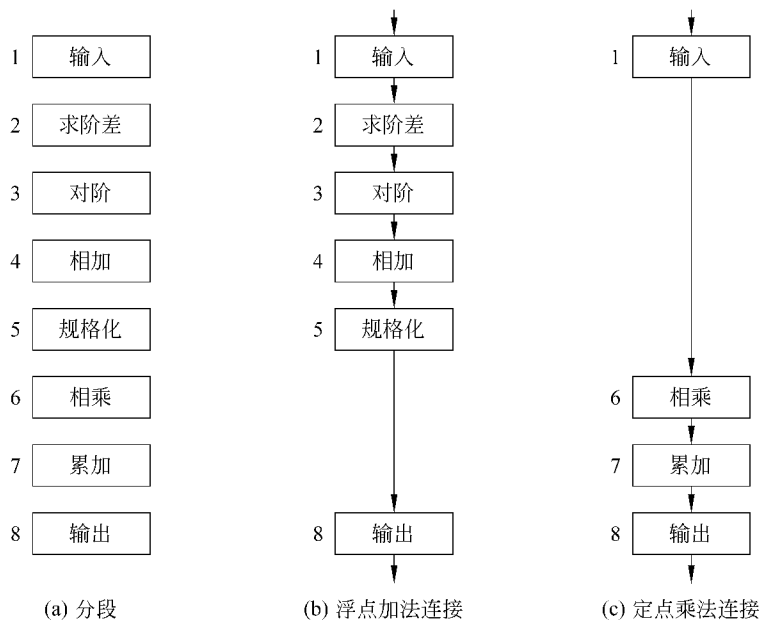 1 输入
2 求阶差
3 对阶
4 相加
5 规格化
6 相乘
7 累加
8 输出
(a) 分段
1 输入
2 求阶差
3 对阶
4 相加
5 规格化
8 输出
(b) 浮点加法连接
1 输入
6 相乘
7 累加
8 输出
(c) 定点乘法连接